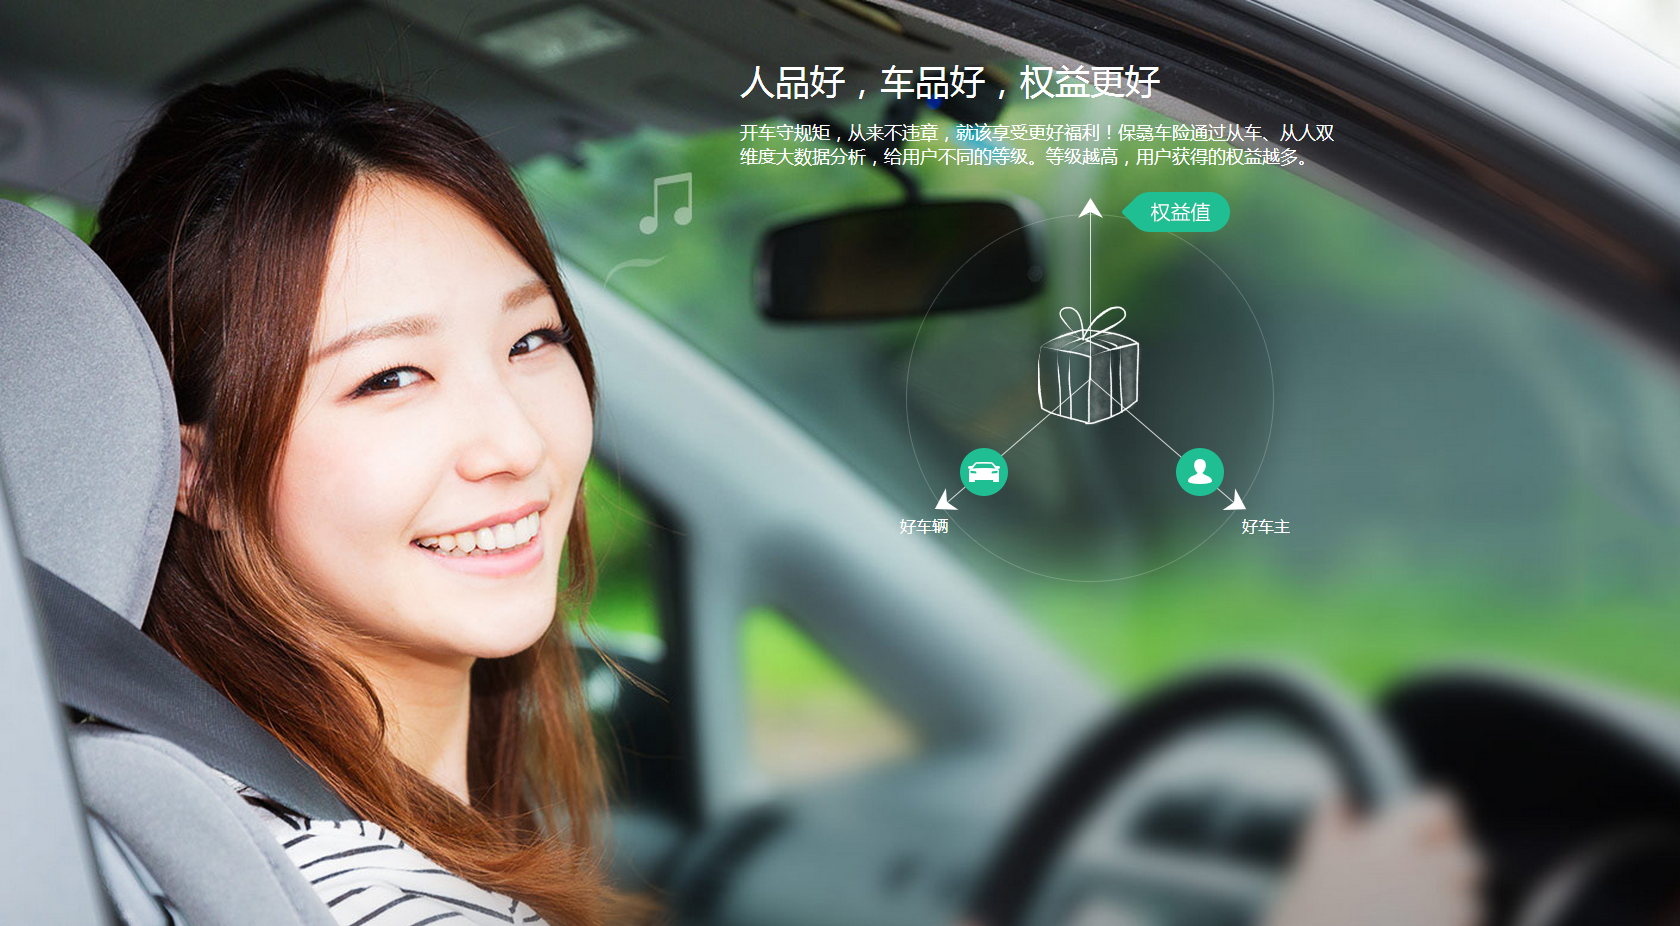 人品好，车品好，权益更好
开车守规矩，从来不违章，就该享受更好福利！保骉车险通过从车、从人双
维度大数据分析，给用户不同的等级。等级越高，用户获得的权益越多。
权益值
好车辆
好车主